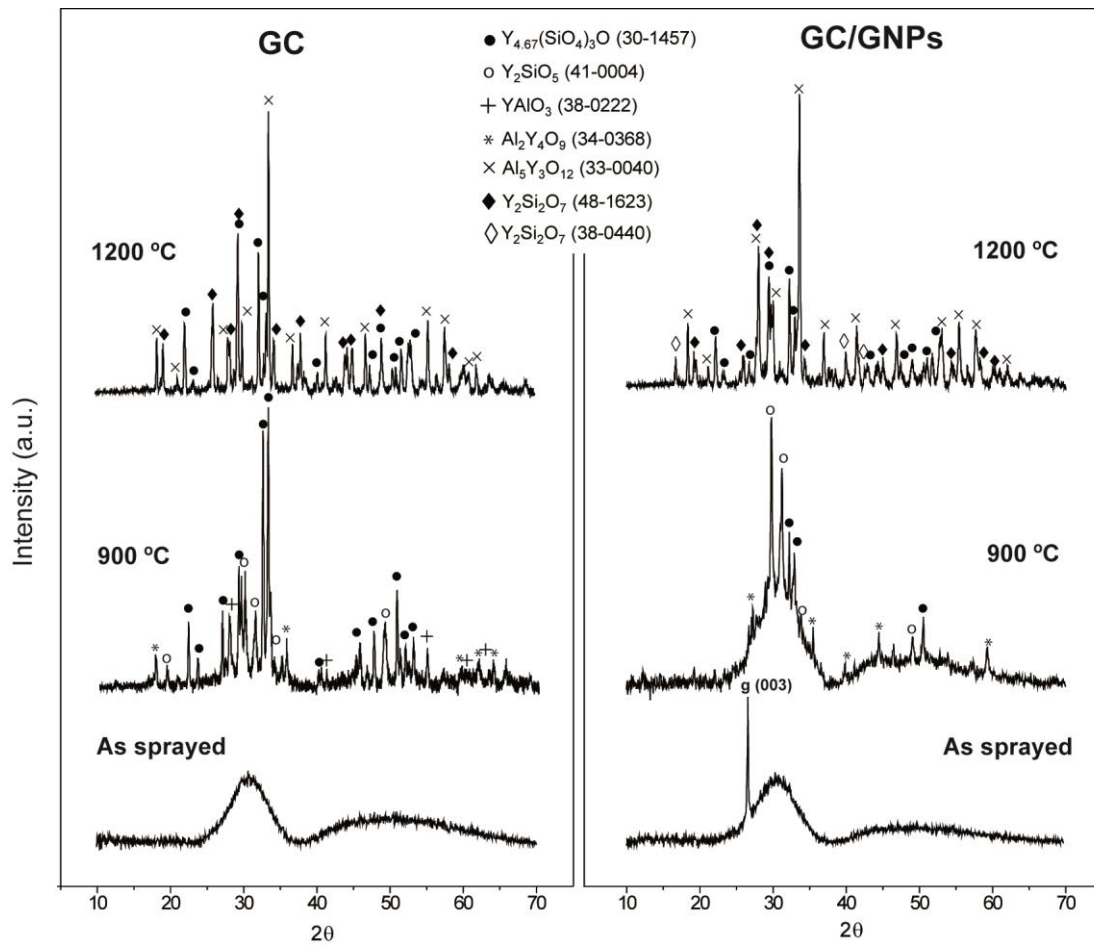 GC
GC/GNPs
● Y4.67(SiO4)3O (30-1457)
o Y2SiO5 (41-0004)
+ YAlO3 (38-0222)
* Al2Y4O9 (34-0368)
× Al5Y3O12 (33-0040)
◆ Y2Si2O7 (48-1623)
◇ Y2Si2O7 (38-0440)
1200 ºC
1200 ºC
900 ºC
900 ºC
g (003)
As sprayed
As sprayed
Intensity (a.u.)
10 20 30 40 50 60 70
10 20 30 40 50 60 70
2θ
2θ